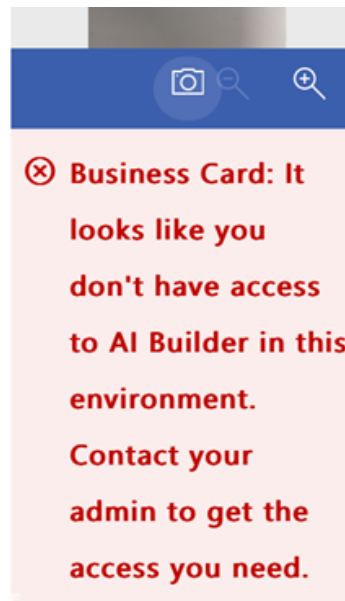 Business Card: It
looks like you
don't have access
to AI Builder in this
environment.
Contact your
admin to get the
access you need.